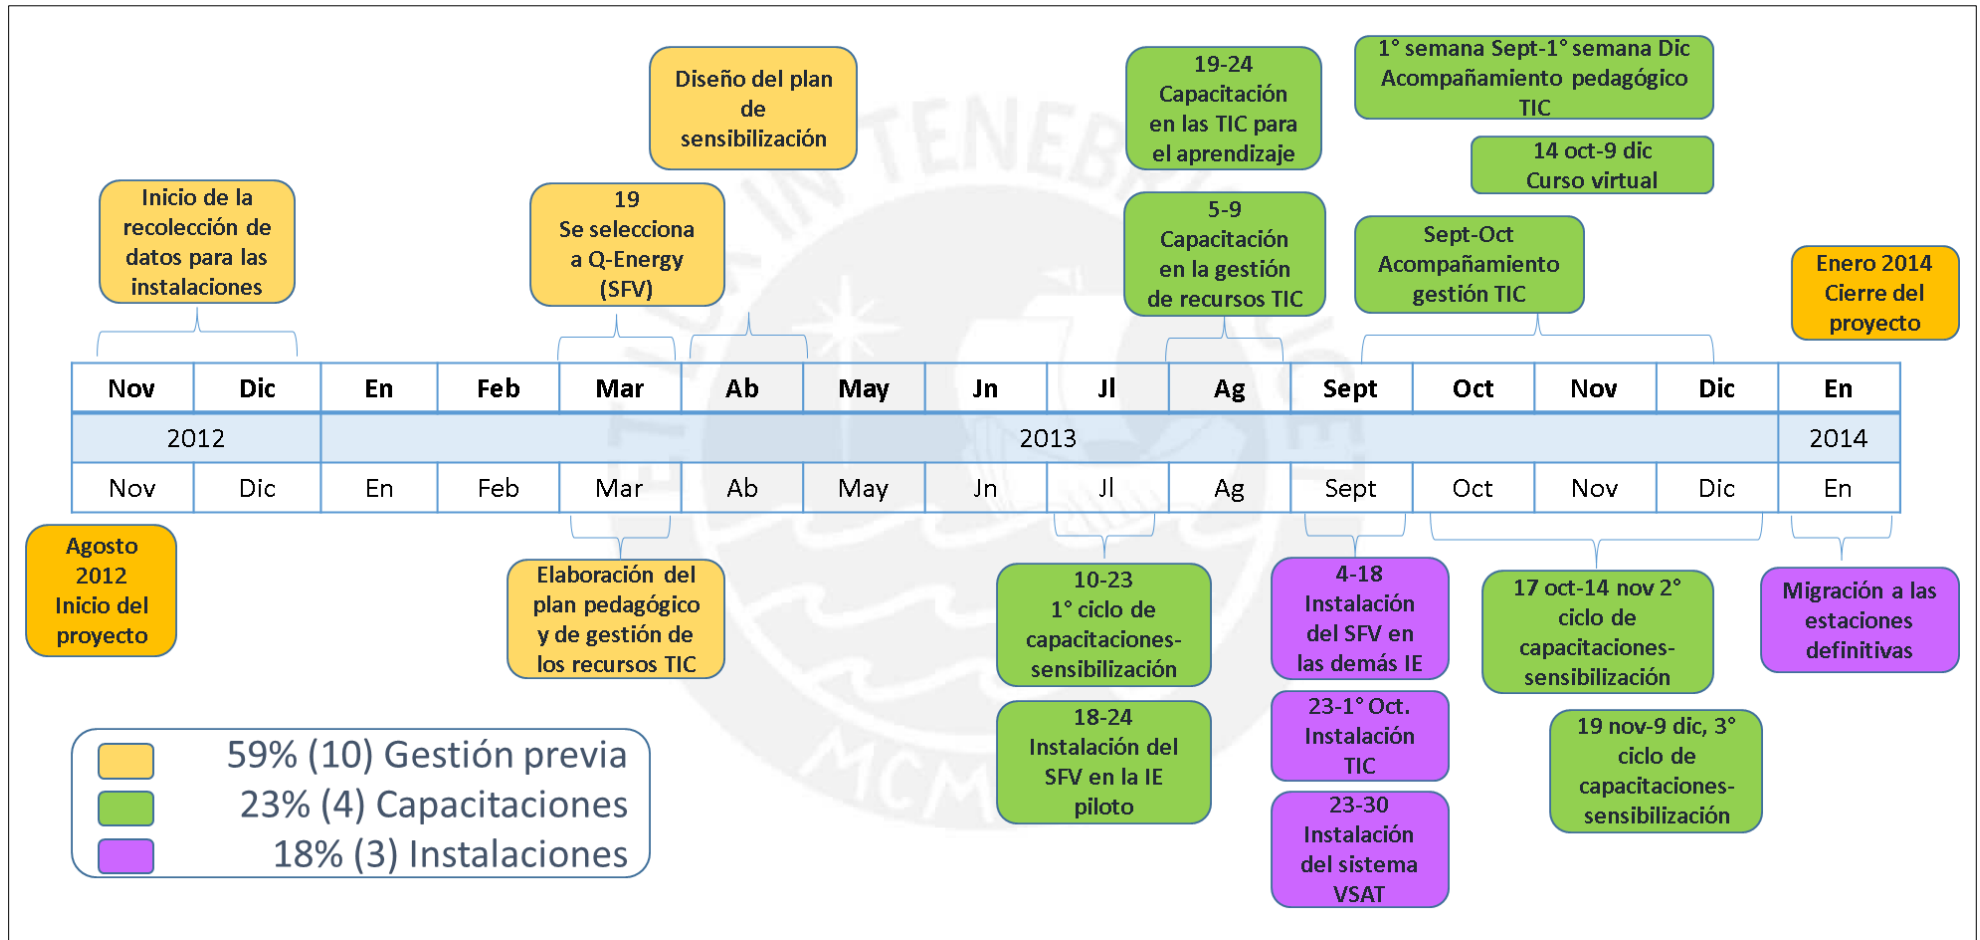 Diseño del plan
de
sensibilización
19-24
Capacitación
en las TIC para
el aprendizaje
1° semana Sept-1° semana Dic
Acompañamiento pedagógico
TIC
14 oct-9 dic
Curso virtual
Inicio de la
recolección de
datos para las
instalaciones
19
Se selecciona
a Q-Energy
(SFV)
5-9
Capacitación
en la gestión
de recursos TIC
Sept-Oct
Acompañamiento
gestión TIC
Enero 2014
Cierre del
proyecto
Nov Dic En Feb Mar Ab May Jn Jl Ag Sept Oct Nov Dic En
2012 2013 2014
Nov Dic En Feb Mar Ab May Jn Jl Ag Sept Oct Nov Dic En
Agosto
2012
Inicio del
proyecto
Elaboración del
plan pedagógico
y de gestión de
los recursos TIC
10-23
1° ciclo de
capacitaciones-
sensibilización
4-18
Instalación
del SFV en
las demás IE
17 oct-14 nov 2°
ciclo de
capacitaciones-
sensibilización
Migración a las
estaciones
definitivas
18-24
Instalación del
SFV en la IE
piloto
23-1° Oct.
Instalación
TIC
19 nov-9 dic, 3°
ciclo de
capacitaciones-
sensibilización
23-30
Instalación
del sistema
VSAT
59% (10) Gestión previa
23% (4) Capacitaciones
18% (3) Instalaciones